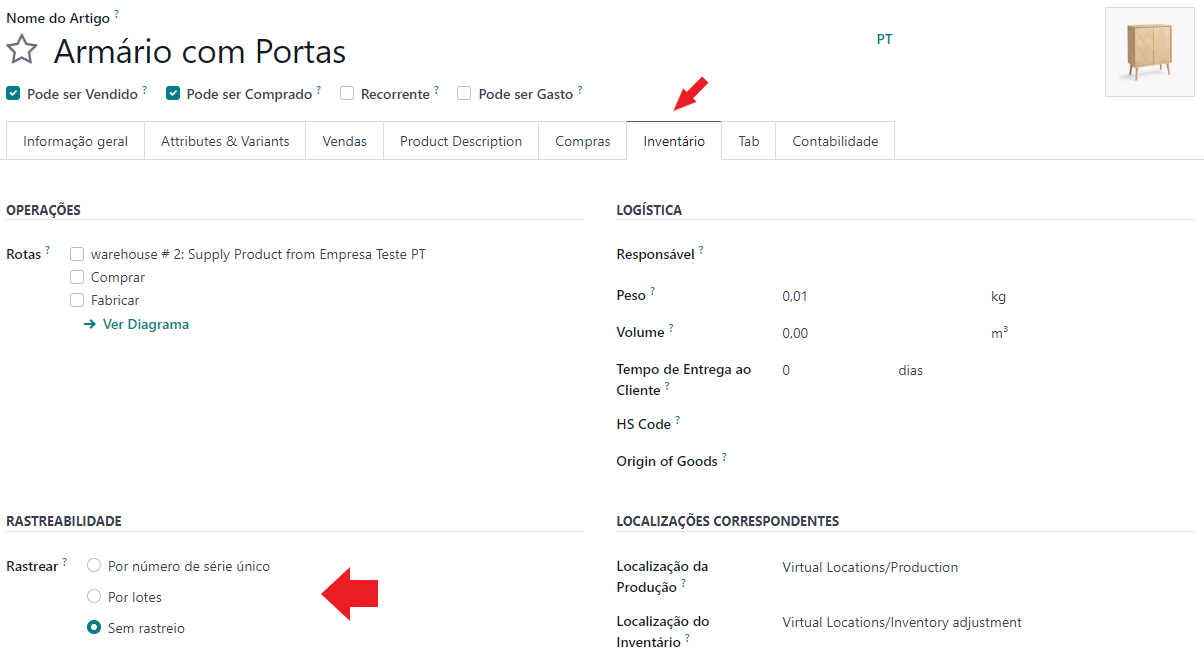 Nome do Artigo ?
Armário com Portas
PT
Pode ser Vendido ? Pode ser Comprado ? Recorrente ? Pode ser Gasto ?
Informação geral Attributes & Variants Vendas Product Description Compras Inventário Tab Contabilidade
OPERAÇÕES
Rotas ? warehouse # 2: Supply Product from Empresa Teste PT
Comprar
Fabricar
→ Ver Diagrama
LOGÍSTICA
Responsável ?
Peso ? 0,01 kg
Volume ? 0,00 m³
Tempo de Entrega ao 0 dias
Cliente ?
HS Code ?
Origin of Goods ?
RASTREABILIDADE
Rastrear ? Por número de série único
Por lotes
Sem rastreio
LOCALIZAÇÕES CORRESPONDENTES
Localização da Virtual Locations/Production
Produção ?
Localização do Virtual Locations/Inventory adjustment
Inventário ?